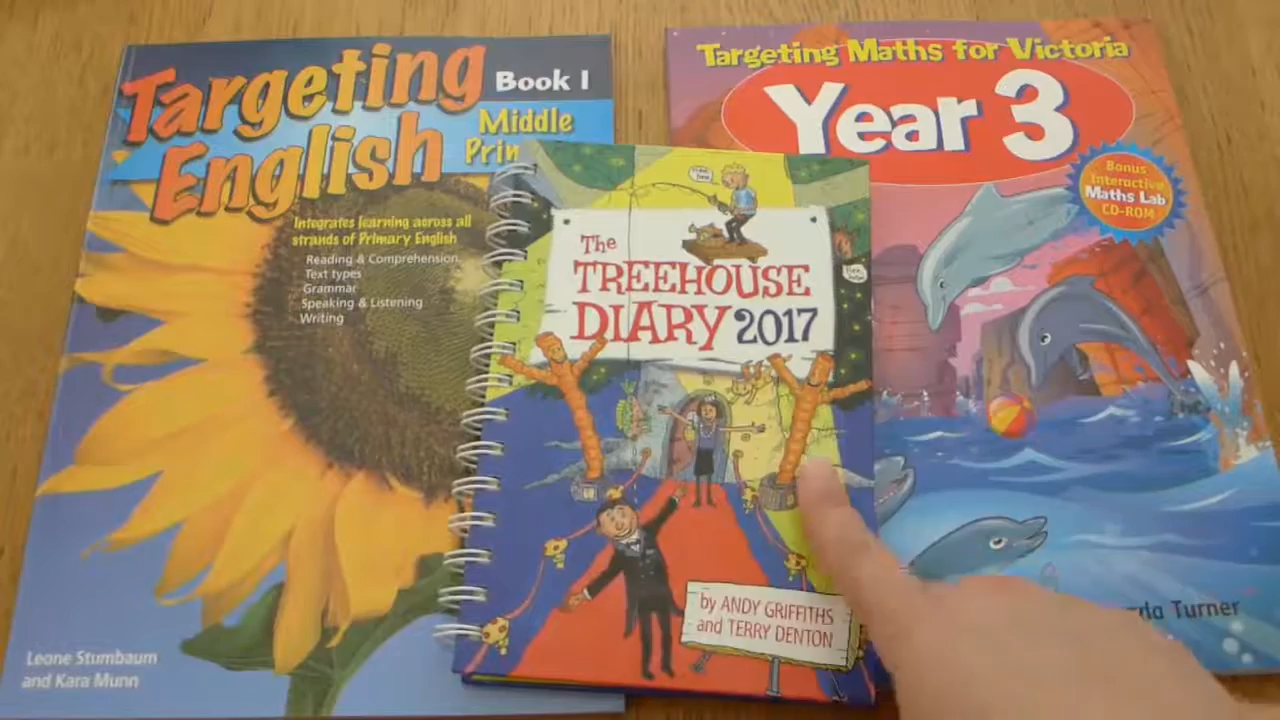 Targeting
English
Book 1
Middle
Integrates learning across all
strands of Primary English
Reading & Comprehension
Text types
Grammar
Speaking & Listening
Writing
Leone Stumbaum
and Kara Munn
The
TREEHOUSE
DIARY 2017
by ANDY GRIFFITHS
and TERRY DENTON
Targeting Maths for Victoria
Year 3
Bonus
Interactive
Maths Lab
CD-ROM
Turner